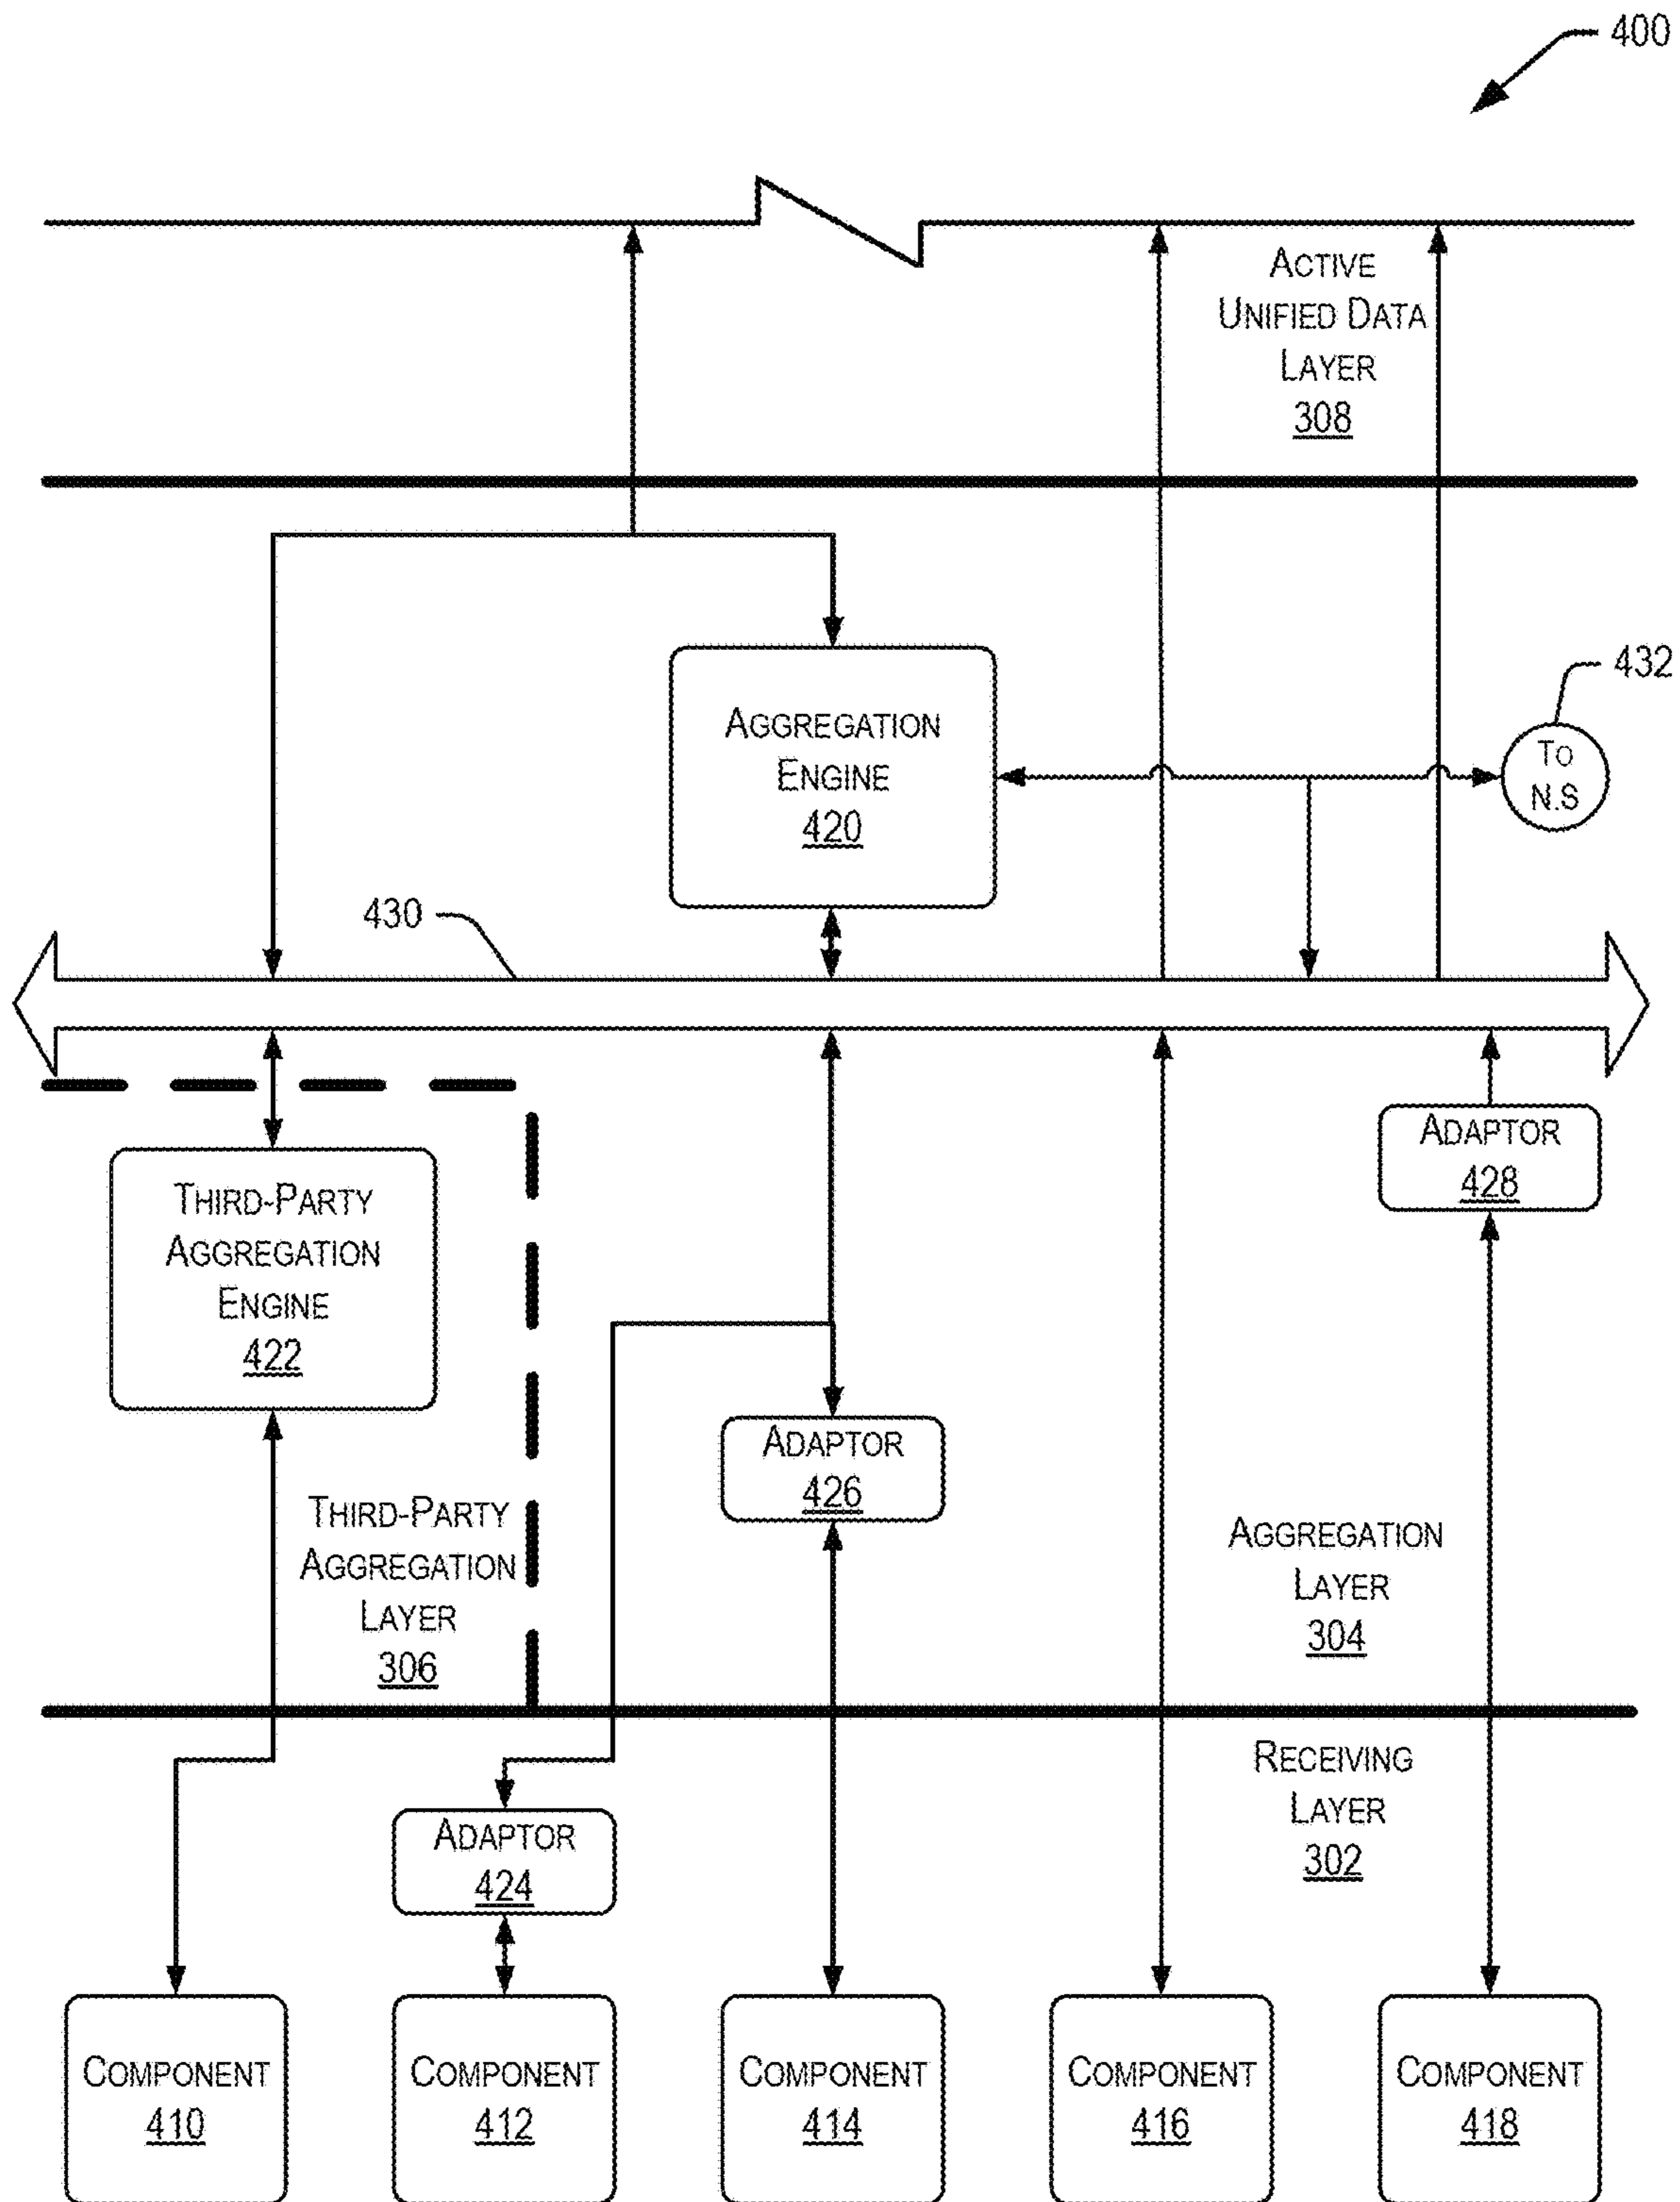 400
ACTIVE
UNIFIED DATA
LAYER
308
432
AGGREGATION
ENGINE
420
TO
N.S
430
ADAPTOR
428
THIRD-PARTY
AGGREGATION
ENGINE
422
ADAPTOR
426
THIRD-PARTY
AGGREGATION
LAYER
306
AGGREGATION
LAYER
304
RECEIVING
LAYER
302
ADAPTOR
424
COMPONENT
410
COMPONENT
412
COMPONENT
414
COMPONENT
416
COMPONENT
418